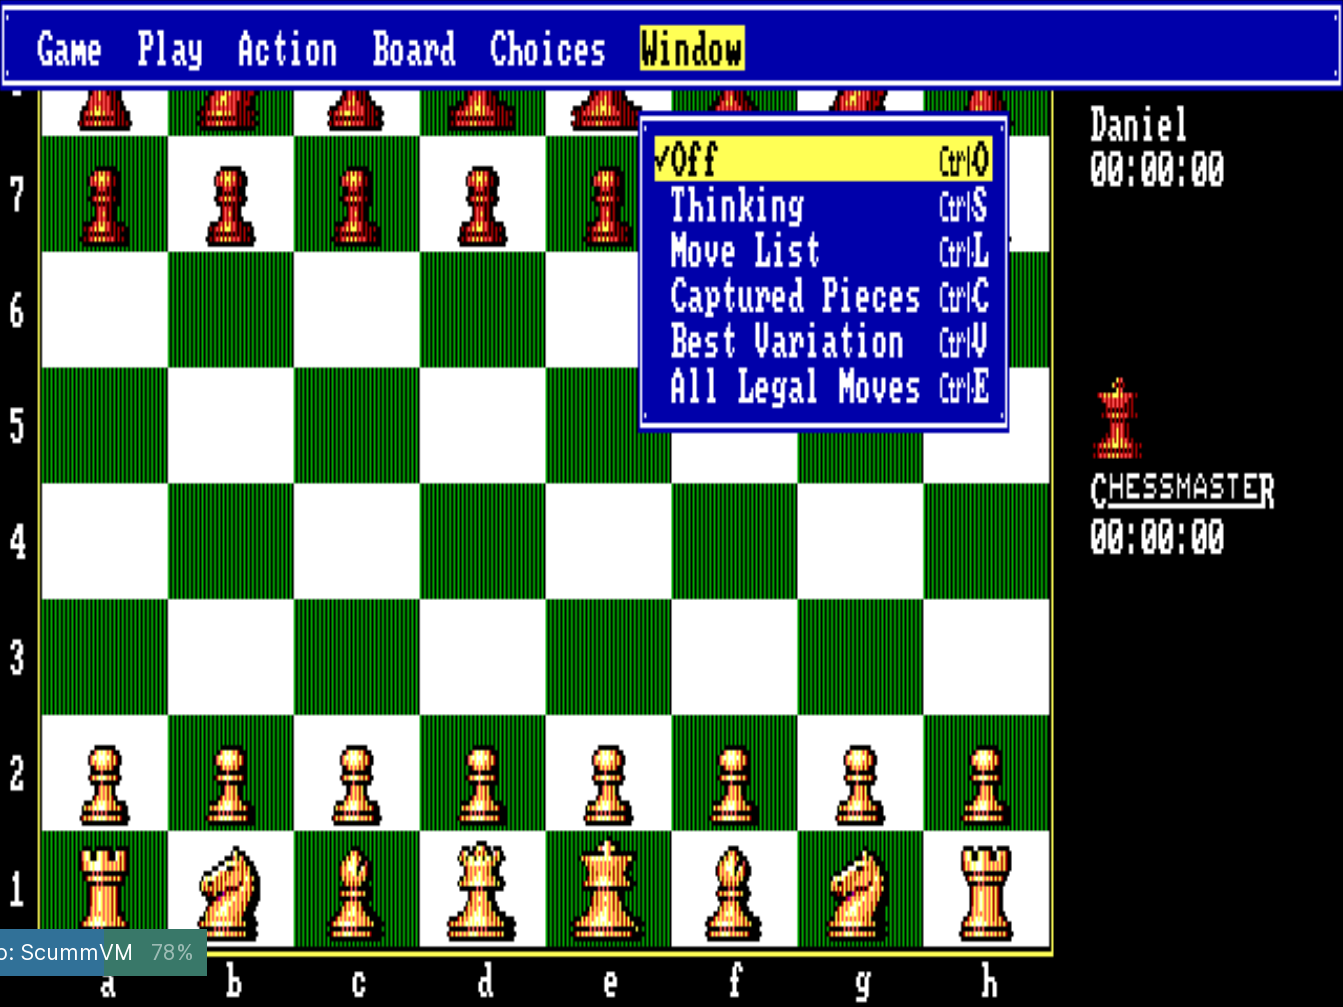 Game Play Action Board Choices Window
✓Off Ctrl O
Thinking Ctrl S
Move List Ctrl L
Captured Pieces Ctrl C
Best Variation Ctrl V
All Legal Moves Ctrl E
Daniel
00:00:00
CHESSMASTER
00:00:00
7
6
5
4
3
2
1
ScummVM 78%
a b c d e f g h